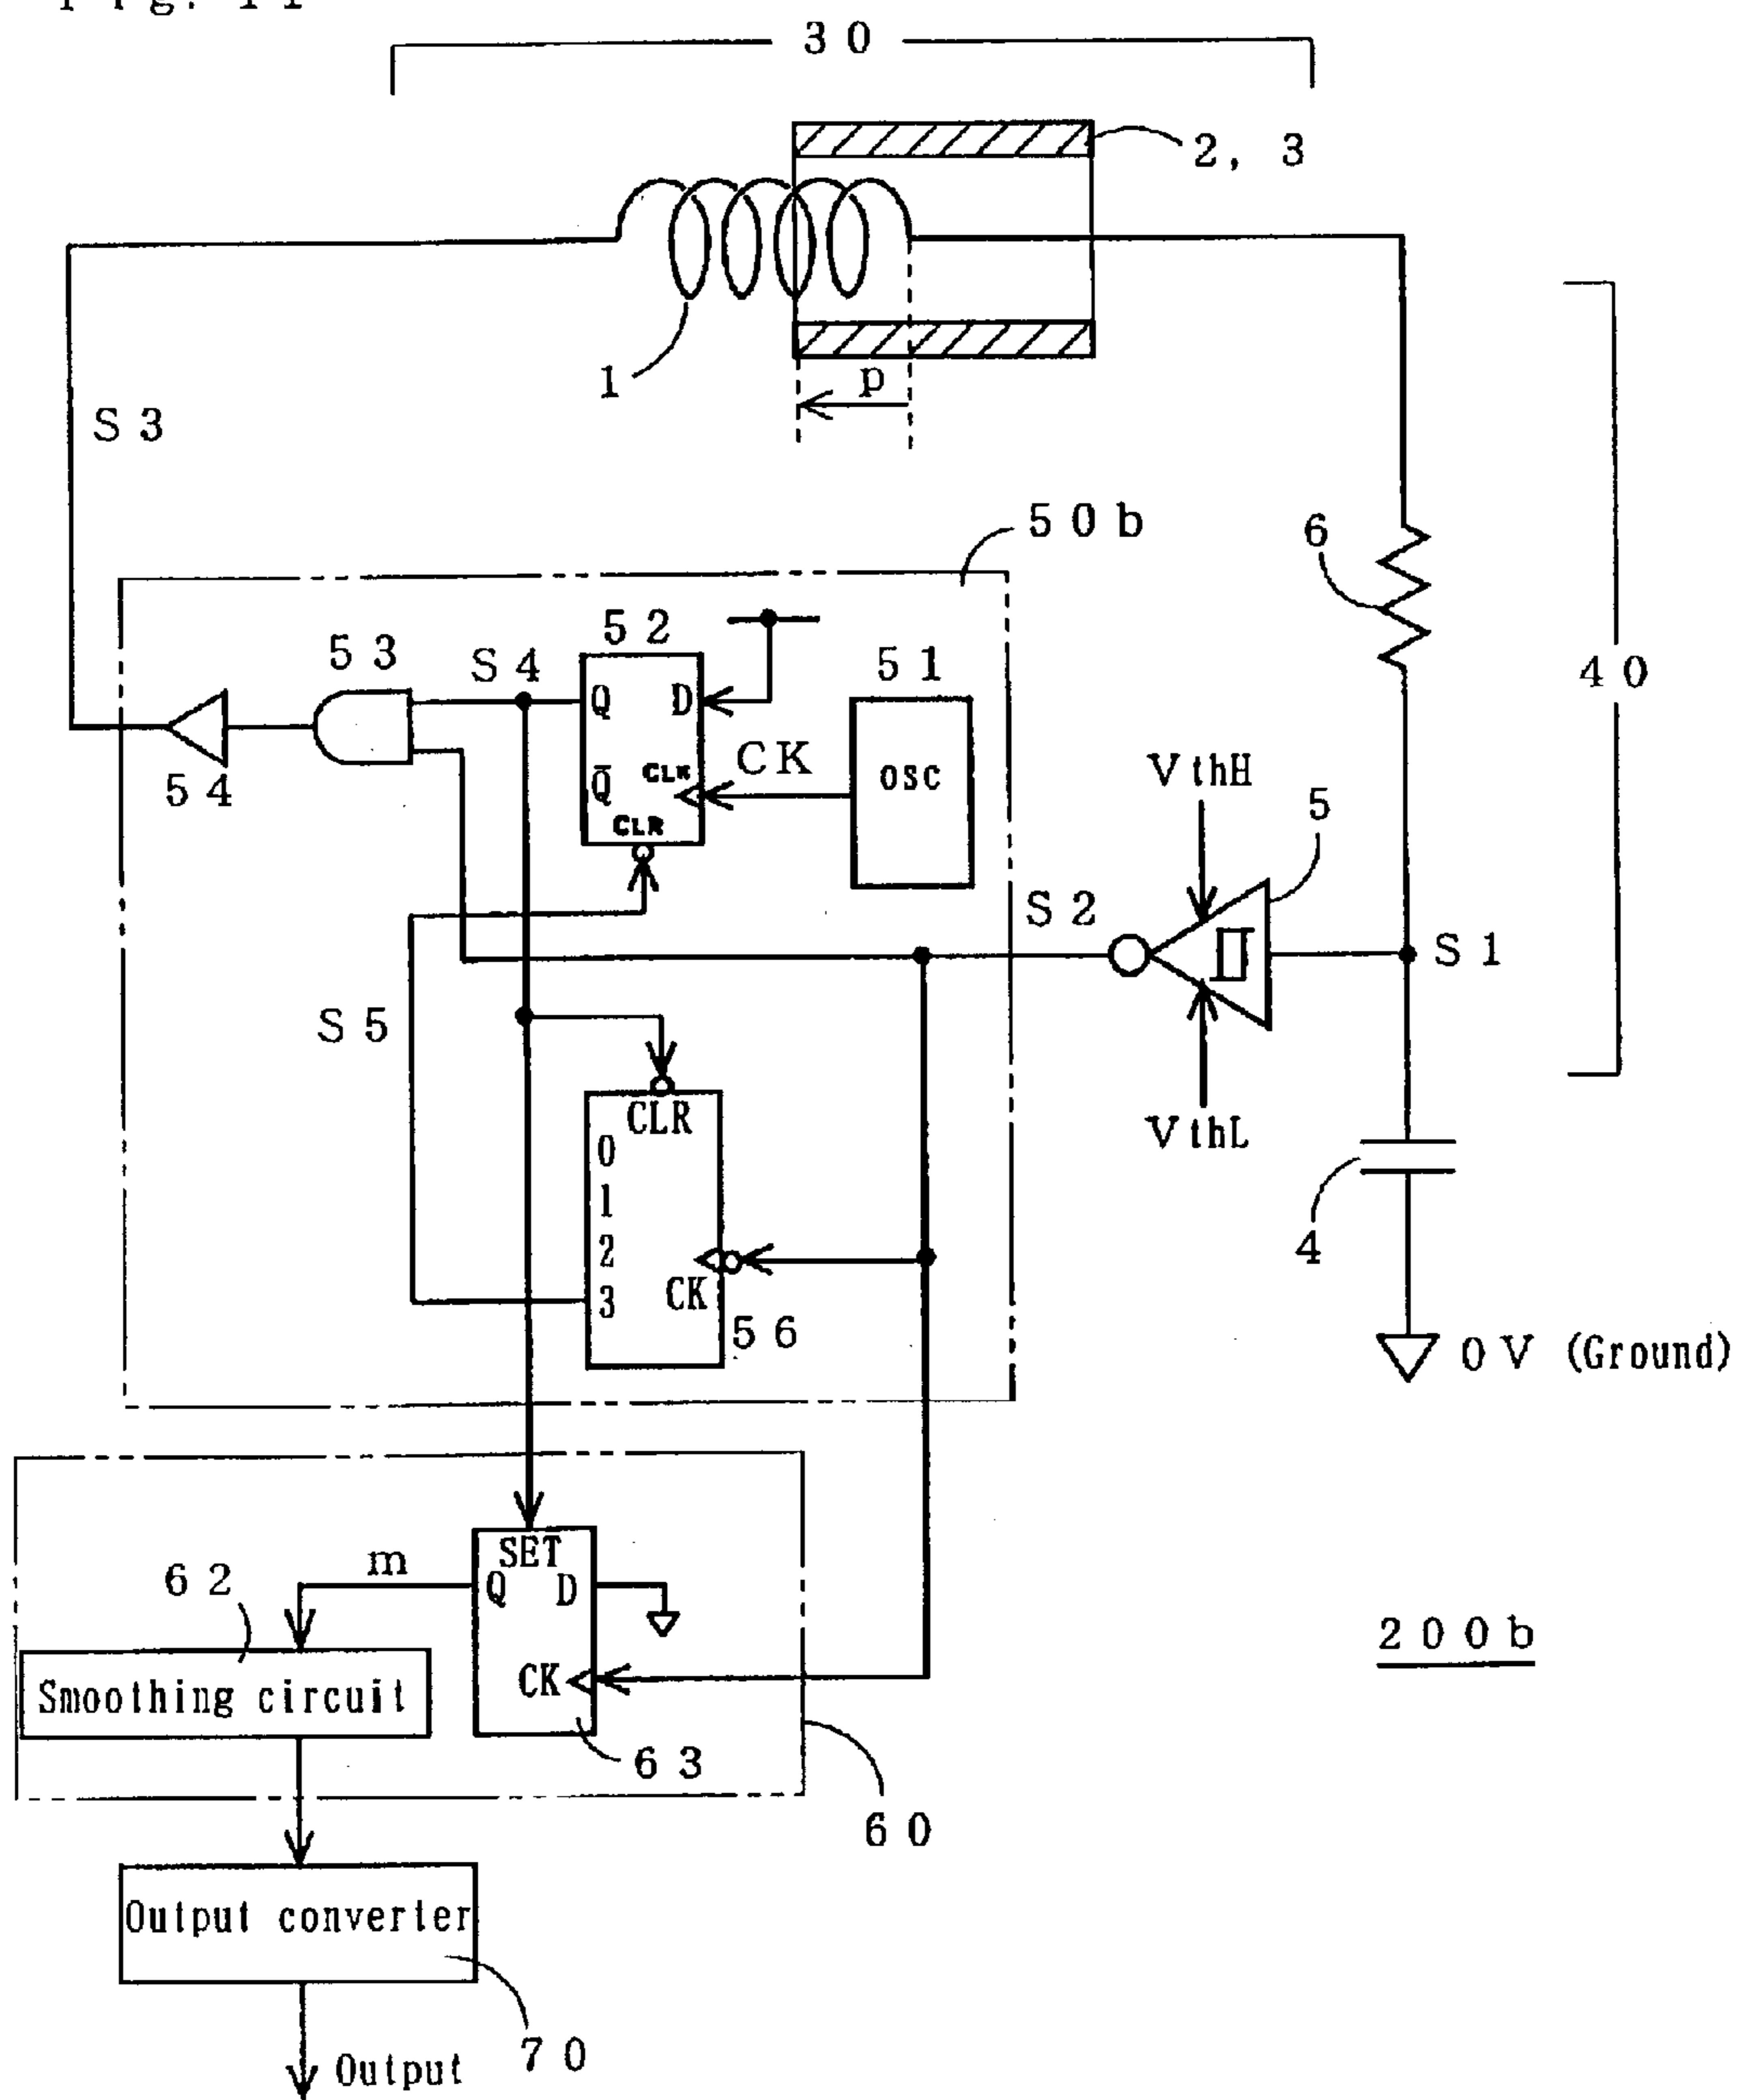 Fig. 11
30
2, 3
1
p
S3
50b
6
40
52
51
53
S4
Q
D
CK
OSC
Q̄
CLK
CLR
54
VthH
5
S2
S1
S5
VthL
CLR
0
1
2
3
CK
56
4
0V (Ground)
SET
m
Q
D
62
CK
Smoothing circuit
200b
63
60
Output converter
70
Output